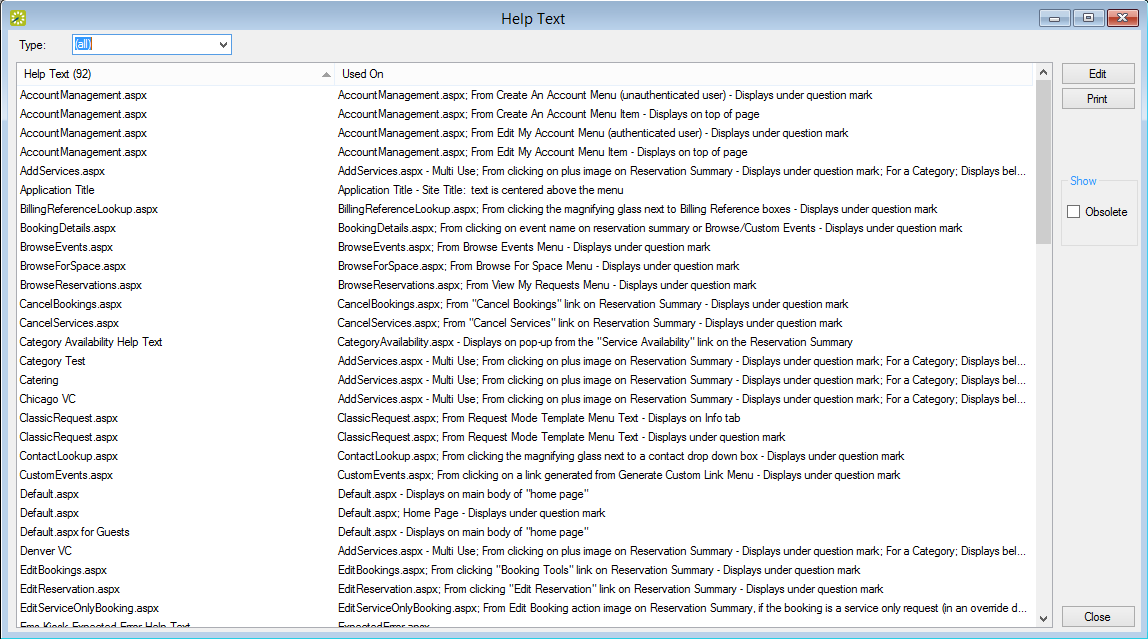 Help Text
Type: (all)
Help Text (92) Used On
AccountManagement.aspx AccountManagement.aspx; From Create An Account Menu (unauthenticated user) - Displays under question mark
AccountManagement.aspx AccountManagement.aspx; From Create An Account Menu Item - Displays on top of page
AccountManagement.aspx AccountManagement.aspx; From Edit My Account Menu (authenticated user) - Displays under question mark
AccountManagement.aspx AccountManagement.aspx; From Edit My Account Menu Item - Displays on top of page
AddServices.aspx AddServices.aspx - Multi Use; From clicking on plus image on Reservation Summary - Displays under question mark; For a Category; Displays bel...
Application Title Application Title - Site Title: text is centered above the menu
BillingReferenceLookup.aspx BillingReferenceLookup.aspx; From clicking the magnifying glass next to Billing Reference boxes - Displays under question mark
BookingDetails.aspx BookingDetails.aspx; From clicking on event name on reservation summary or Browse/Custom Events - Displays under question mark
BrowseEvents.aspx BrowseEvents.aspx; From Browse Events Menu - Displays under question mark
BrowseForSpace.aspx BrowseForSpace.aspx; From Browse For Space Menu - Displays under question mark
BrowseReservations.aspx BrowseReservations.aspx; From View My Requests Menu - Displays under question mark
CancelBookings.aspx CancelBookings.aspx; From "Cancel Bookings" link on Reservation Summary - Displays under question mark
CancelServices.aspx CancelServices.aspx; From "Cancel Services" link on Reservation Summary - Displays under question mark
Category Availability Help Text CategoryAvailability.aspx - Displays on pop-up from the "Service Availability" link on the Reservation Summary
Category Test AddServices.aspx - Multi Use; From clicking on plus image on Reservation Summary - Displays under question mark; For a Category; Displays bel...
Catering AddServices.aspx - Multi Use; From clicking on plus image on Reservation Summary - Displays under question mark; For a Category; Displays bel...
Chicago VC AddServices.aspx - Multi Use; From clicking on plus image on Reservation Summary - Displays under question mark; For a Category; Displays bel...
ClassicRequest.aspx ClassicRequest.aspx; From Request Mode Template Menu Text - Displays on Info tab
ClassicRequest.aspx ClassicRequest.aspx; From Request Mode Template Menu Text - Displays under question mark
ContactLookup.aspx ContactLookup.aspx; From clicking the magnifying glass next to a contact drop down box - Displays under question mark
CustomEvents.aspx CustomEvents.aspx; From clicking on a link generated from Generate Custom Link Menu - Displays under question mark
Default.aspx Default.aspx - Displays on main body of "home page"
Default.aspx Default.aspx; Home Page - Displays under question mark
Default.aspx for Guests Default.aspx - Displays on main body of "home page"
Denver VC AddServices.aspx - Multi Use; From clicking on plus image on Reservation Summary - Displays under question mark; For a Category; Displays bel...
EditBookings.aspx EditBookings.aspx; From clicking "Booking Tools" link on Reservation Summary - Displays under question mark
EditReservation.aspx EditReservation.aspx; From clicking "Edit Reservation" link on Reservation Summary - Displays under question mark
EditServiceOnlyBooking.aspx EditServiceOnlyBooking.aspx; From Edit Booking action image on Reservation Summary, if the booking is a service only request (in an override d...
Ems Kiosk Expected Error Help Text ExpectedError.aspx
Edit
Print
Show
Obsolete
Close